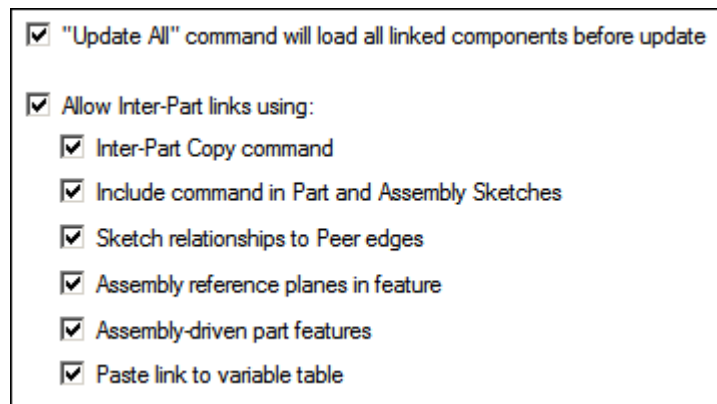 "Update All" command will load all linked components before update
Allow Inter-Part links using:
Inter-Part Copy command
Include command in Part and Assembly Sketches
Sketch relationships to Peer edges
Assembly reference planes in feature
Assembly-driven part features
Paste link to variable table